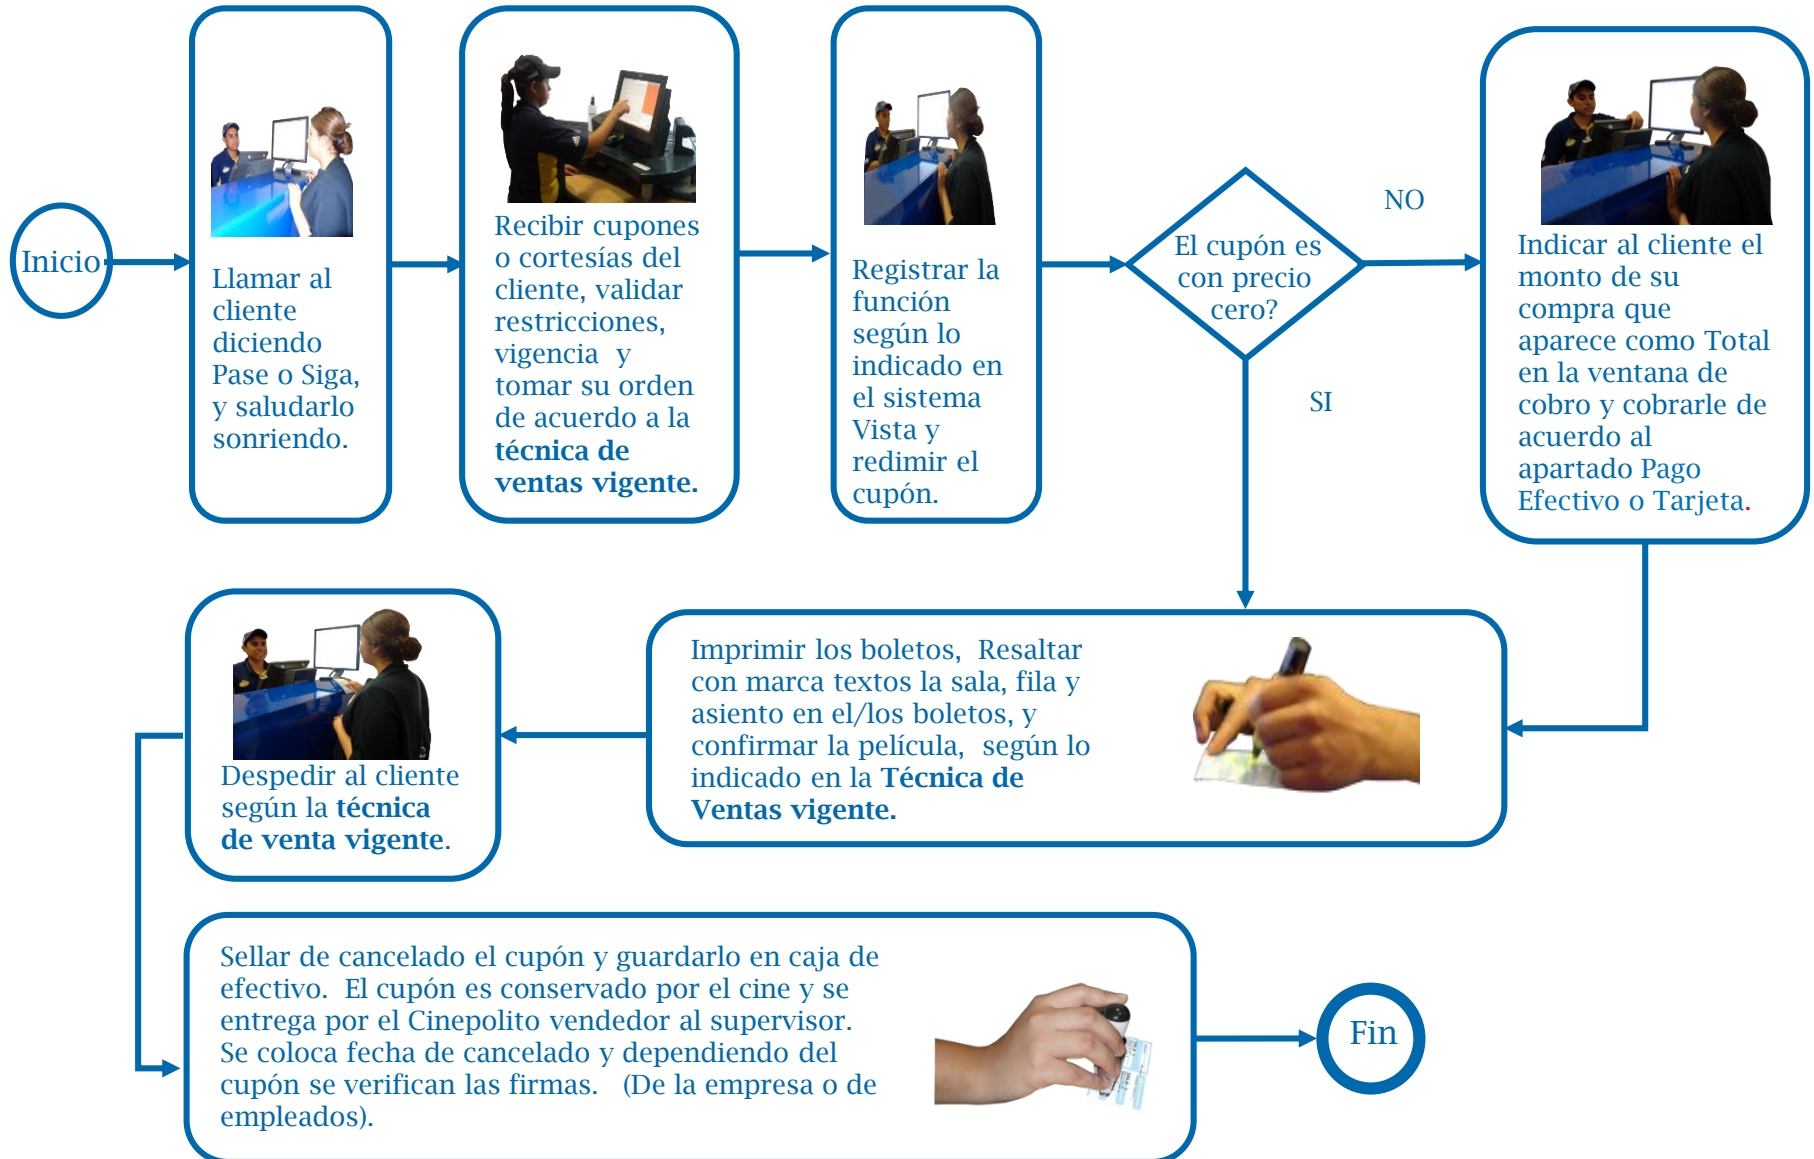 Inicio
Llamar al
cliente
diciendo
Pase o Siga,
y saludarlo
sonriendo.
Recibir cupones
o cortesías del
cliente, validar
restricciones,
vigencia y
tomar su orden
de acuerdo a la
técnica de
ventas vigente.
Registrar la
función
según lo
indicado en
el sistema
Vista y
redimir el
cupón.
El cupón es
con precio
cero?
NO
SI
Indicar al cliente el
monto de su
compra que
aparece como Total
en la ventana de
cobro y cobrarle de
acuerdo al
apartado Pago
Efectivo o Tarjeta.
Imprimir los boletos, Resaltar
con marca textos la sala, fila y
asiento en el/los boletos, y
confirmar la película, según lo
indicado en la Técnica de
Ventas vigente.
Despedir al cliente
según la técnica
de venta vigente.
Sellar de cancelado el cupón y guardarlo en caja de
efectivo. El cupón es conservado por el cine y se
entrega por el Cinepolito vendedor al supervisor.
Se coloca fecha de cancelado y dependiendo del
cupón se verifican las firmas. (De la empresa o de
empleados).
Fin